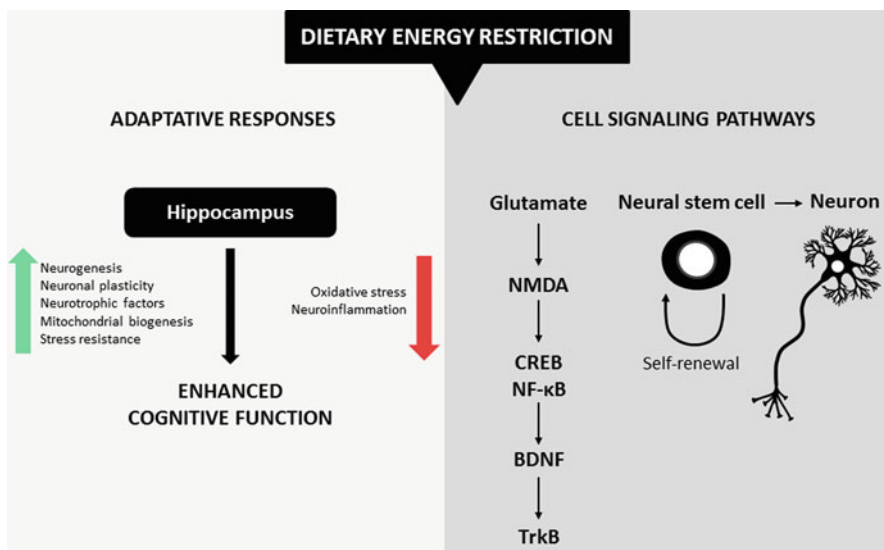 DIETARY ENERGY RESTRICTION
ADAPTATIVE RESPONSES
Hippocampus
Neurogenesis
Neuronal plasticity
Neurotrophic factors
Mitochondrial biogenesis
Stress resistance
Oxidative stress
Neuroinflammation
ENHANCED
COGNITIVE FUNCTION
CELL SIGNALING PATHWAYS
Glutamate
NMDA
CREB
NF-κB
BDNF
TrkB
Neural stem cell
Neuron
Self-renewal